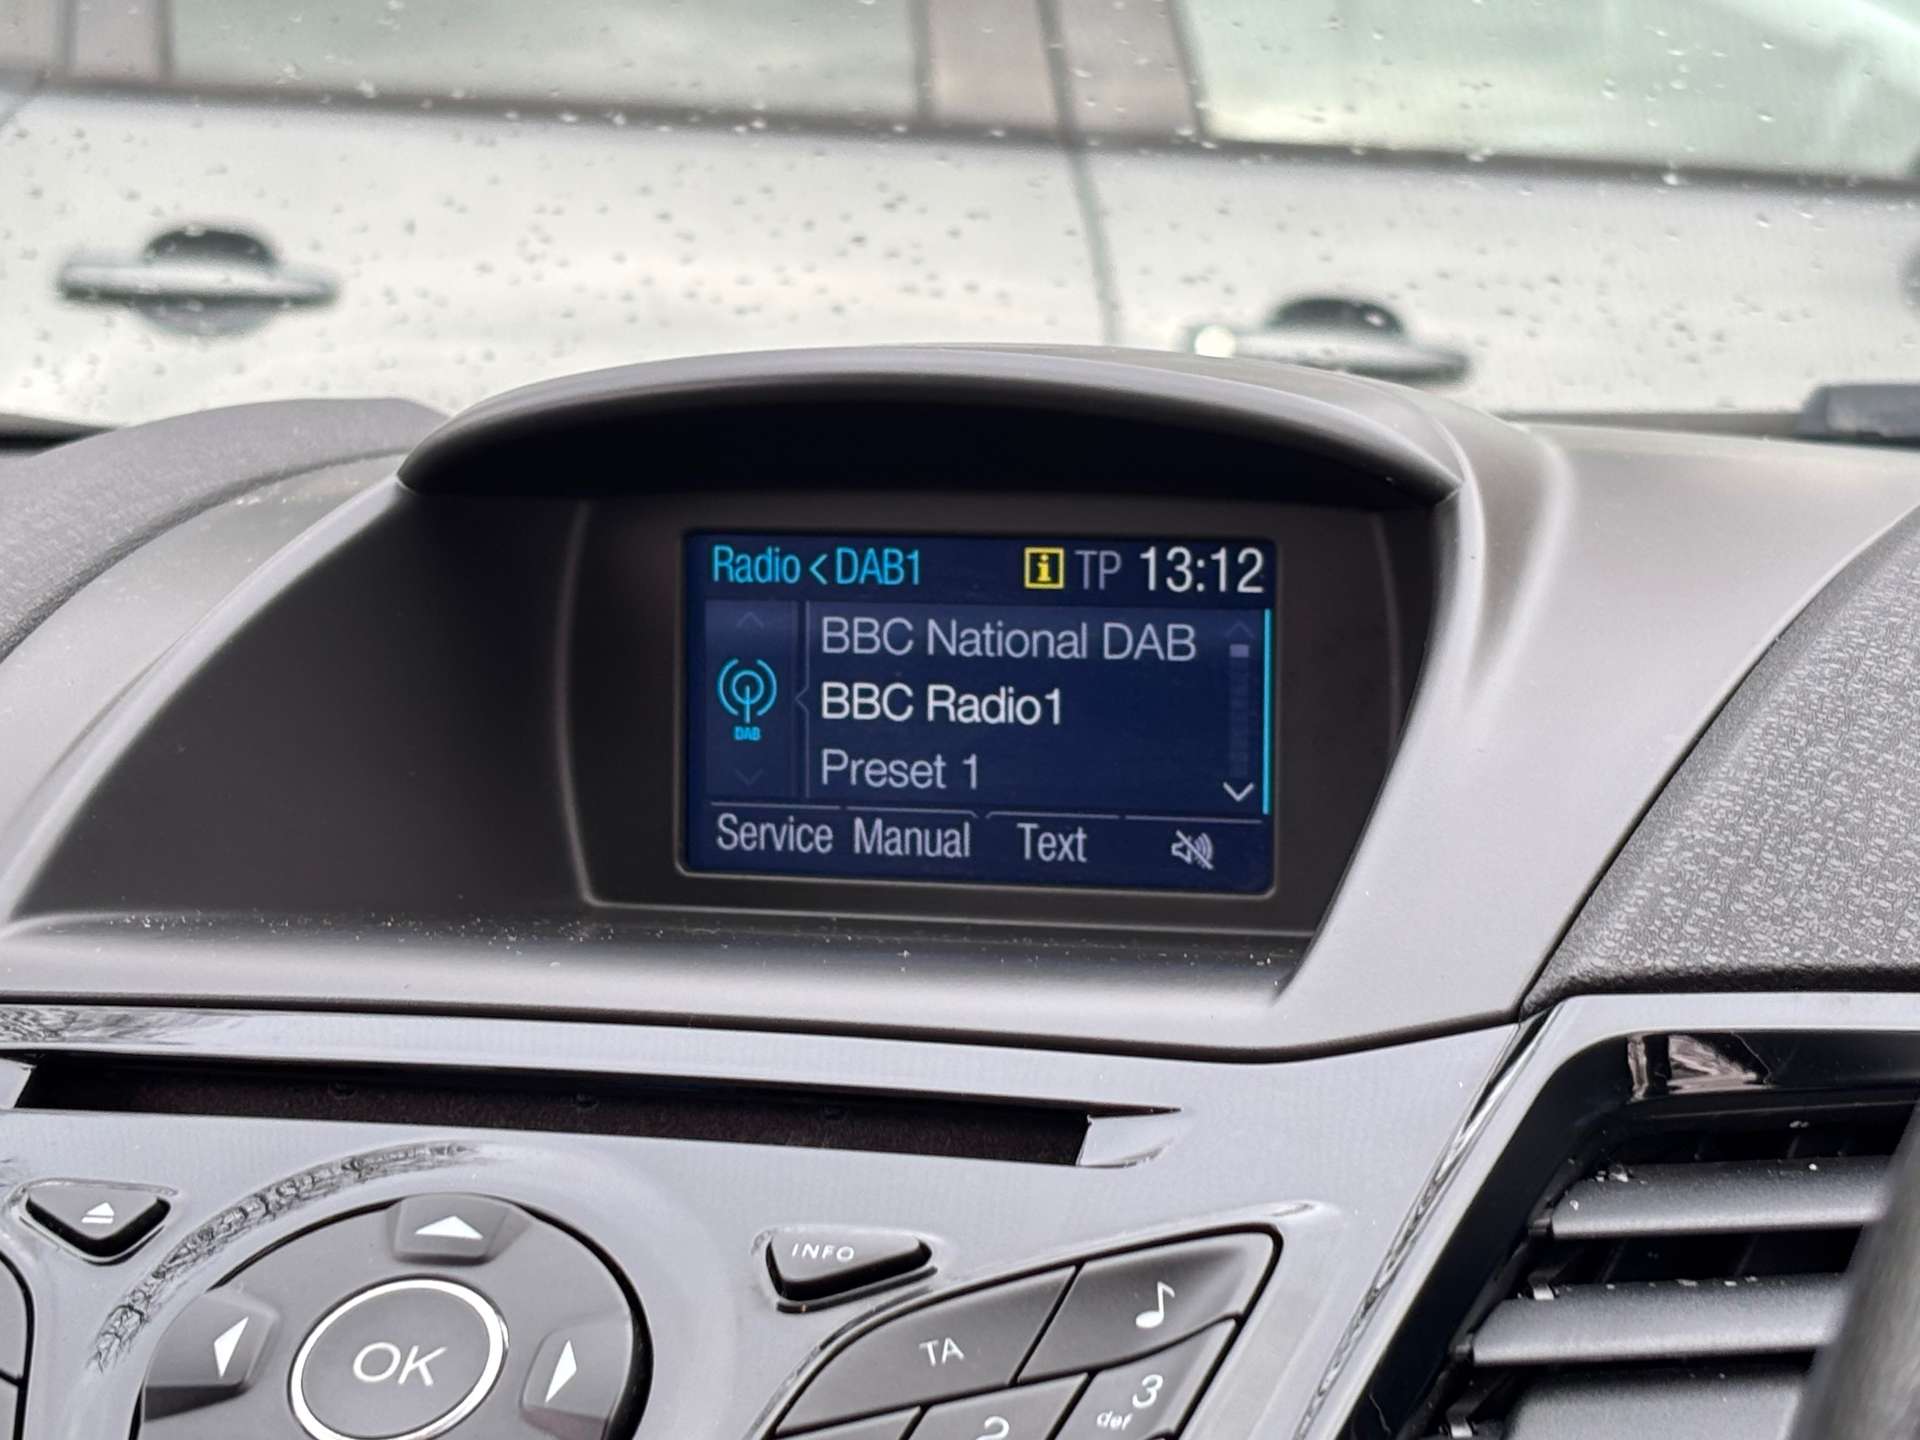 Radio < DAB1 i TP 13:12
BBC National DAB
BBC Radio1
DAB
Preset 1
Service Manual Text
INFO
TA
OK
3
def
2